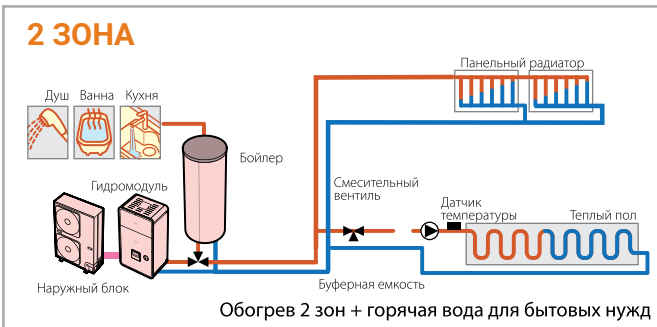 2 ЗОНА
Панельный радиатор
Душ Ванна Кухня
Бойлер
Гидромодуль
Смесительный
вентиль
Датчик
температуры
Теплый пол
Наружный блок
Буферная емкость
Обогрев 2 зон + горячая вода для бытовых нужд